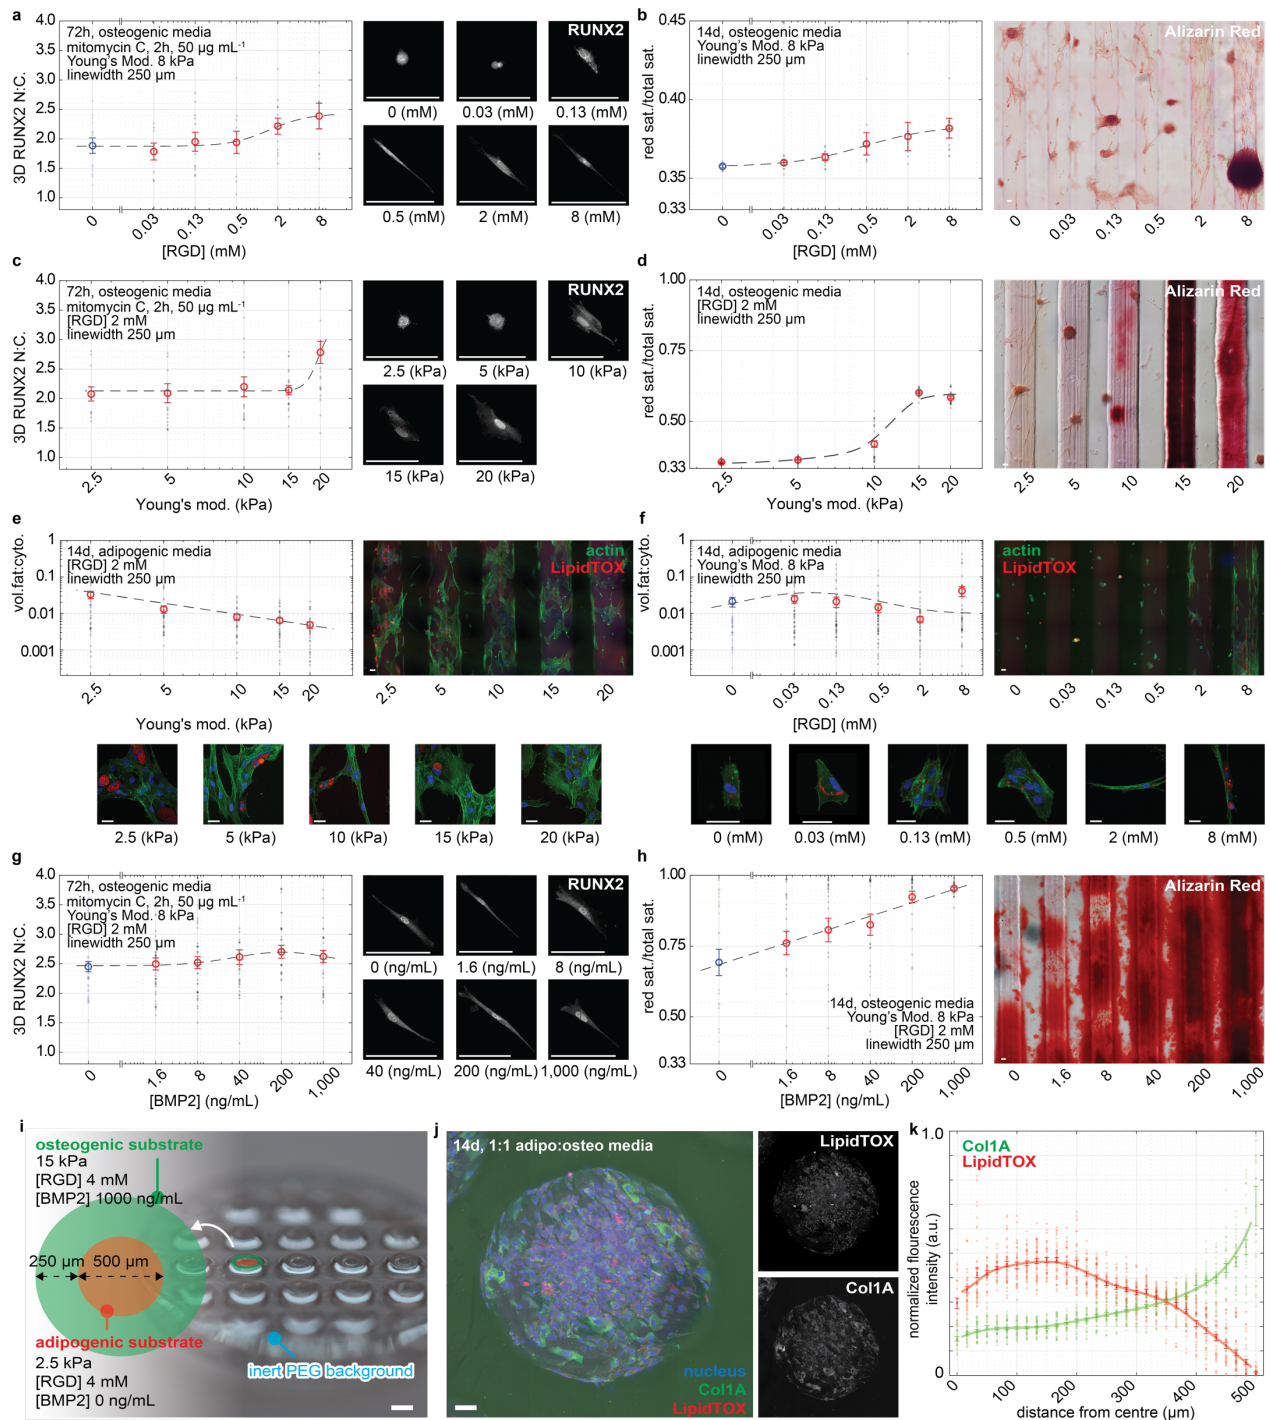 a
4.0
3.5
3.0
2.5
2.0
1.5
1.0
3D RUNX2 N:C.
72h, osteogenic media
mitomycin C, 2h, 50 µg mL-1
Young's Mod. 8 kPa
linewidth 250 µm
0
0.03
0.13
0.5
2
8
[RGD] (mM)
RUNX2
0 (mM)
0.03 (mM)
0.13 (mM)
0.5 (mM)
2 (mM)
8 (mM)
b
0.45
0.40
0.35
0.33
red sat./total sat.
14d, osteogenic media
Young's Mod. 8 kPa
linewidth 250 µm
0
0.03
0.13
0.5
2
8
[RGD] (mM)
Alizarin Red
0
0.03
0.13
0.5
2
8
c
4.0
3.5
3.0
2.5
2.0
1.5
1.0
3D RUNX2 N:C.
72h, osteogenic media
mitomycin C, 2h, 50 µg mL-1
[RGD] 2 mM
linewidth 250 µm
2.5
5
10
15
20
Young's mod. (kPa)
RUNX2
2.5 (kPa)
5 (kPa)
10 (kPa)
15 (kPa)
20 (kPa)
d
1.00
0.75
0.50
0.33
red sat./total sat.
14d, osteogenic media
[RGD] 2 mM
linewidth 250 µm
2.5
5
10
15
20
Young's mod. (kPa)
Alizarin Red
2.5
5
10
15
20
e
1
0.1
0.01
0.001
vol.fat:cyto.
14d, adipogenic media
[RGD] 2 mM
linewidth 250 µm
2.5
5
10
15
20
Young's mod. (kPa)
actin
LipidTOX
2.5
5
10
15
20
2.5 (kPa)
5 (kPa)
10 (kPa)
15 (kPa)
20 (kPa)
f
1
0.1
0.01
0.001
vol.fat:cyto.
14d, adipogenic media
Young's Mod. 8 kPa
linewidth 250 µm
0
0.03
0.13
0.5
2
8
[RGD] (mM)
actin
LipidTOX
0
0.03
0.13
0.5
2
8
0 (mM)
0.03 (mM)
0.13 (mM)
0.5 (mM)
2 (mM)
8 (mM)
g
4.0
3.5
3.0
2.5
2.0
1.5
1.0
3D RUNX2 N:C.
72h, osteogenic media
mitomycin C, 2h, 50 µg mL-1
Young's Mod. 8 kPa
[RGD] 2 mM
linewidth 250 µm
0
1.6
8
40
200
1,000
[BMP2] (ng/mL)
RUNX2
0 (ng/mL)
1.6 (ng/mL)
8 (ng/mL)
40 (ng/mL)
200 (ng/mL)
1,000 (ng/mL)
h
1.00
0.75
0.50
0.33
red sat./total sat.
14d, osteogenic media
Young's Mod. 8 kPa
[RGD] 2 mM
linewidth 250 µm
0
1.6
8
40
200
1,000
[BMP2] (ng/mL)
Alizarin Red
0
1.6
8
40
200
1,000
i
osteogenic substrate
15 kPa
[RGD] 4 mM
[BMP2] 1000 ng/mL
250 µm
500 µm
adipogenic substrate
2.5 kPa
[RGD] 4 mM
[BMP2] 0 ng/mL
inert PEG background
j
14d, 1:1 adipo:osteo media
nucleus
Col1A
LipidTOX
LipidTOX
Col1A
k
1.0
0
normalized flourescence
intensity (a.u.)
Col1A
LipidTOX
0
100
200
300
400
500
distance from centre (µm)